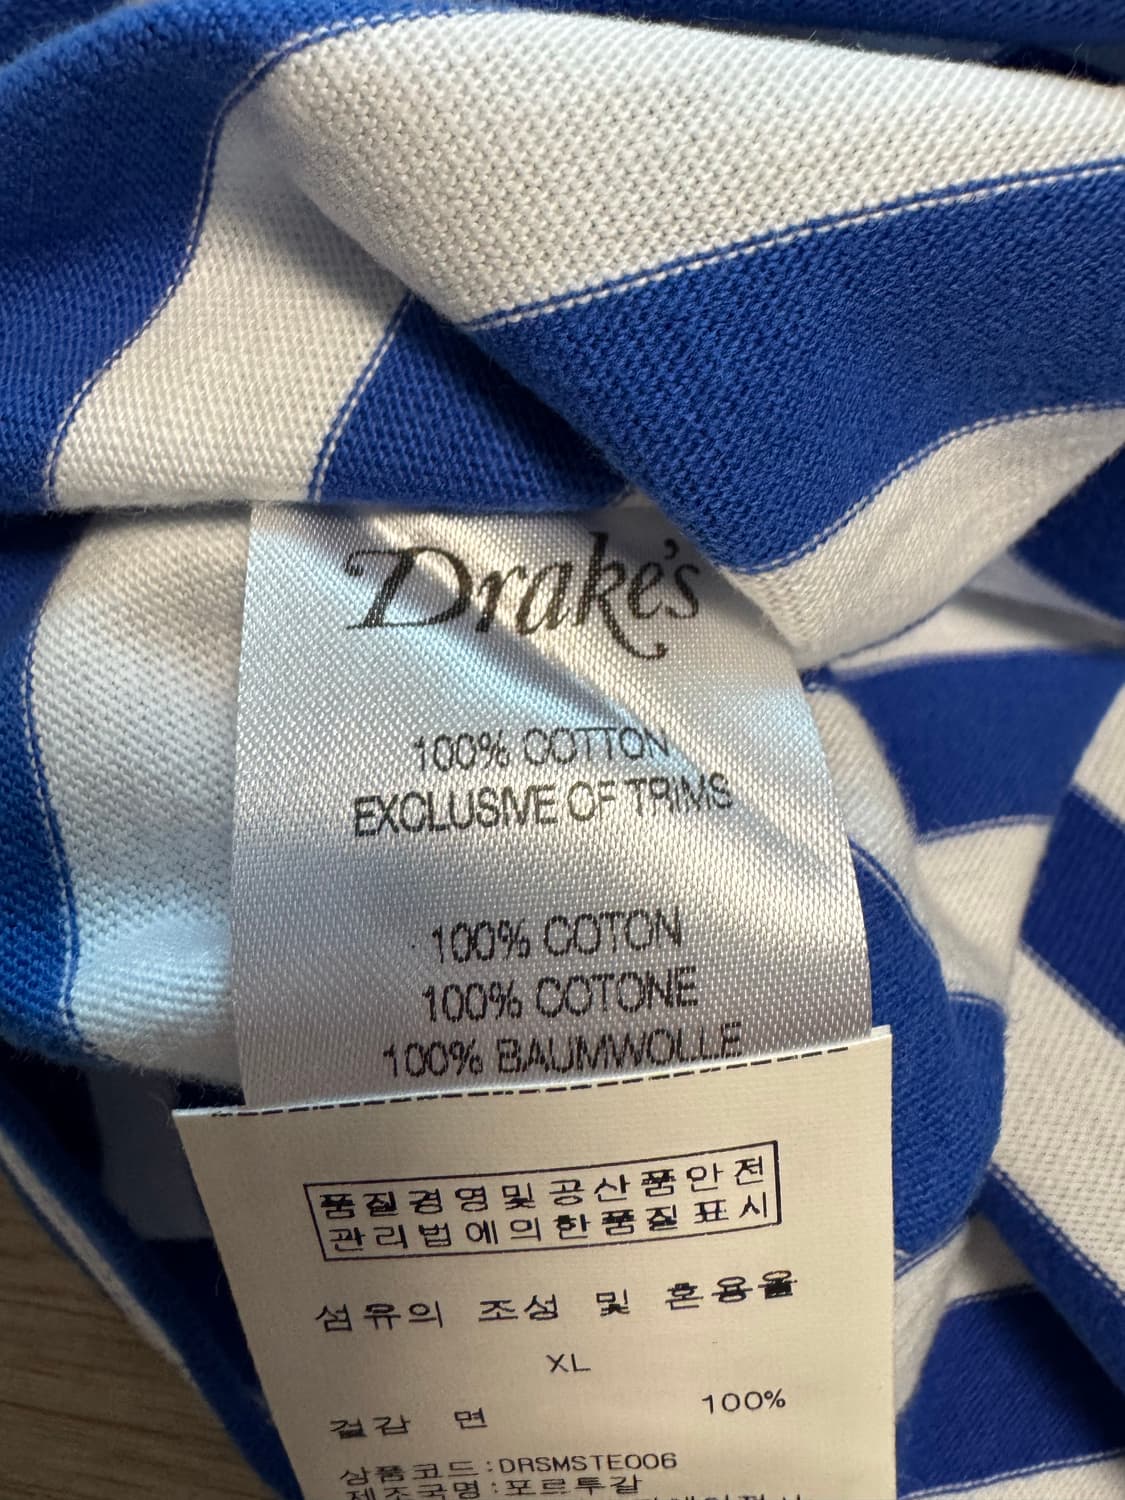 Drake's
100% COTTON
EXCLUSIVE OF TRIMS
100% COTON
100% COTONE
100% BAUMWOLLE
품질경영및공산품안전
관리법에의한품질표시
섬유의 조성 및 혼용율
XL
겉감 면 100%
상품코드:DRSMSTE006
제조국명:포르투갈